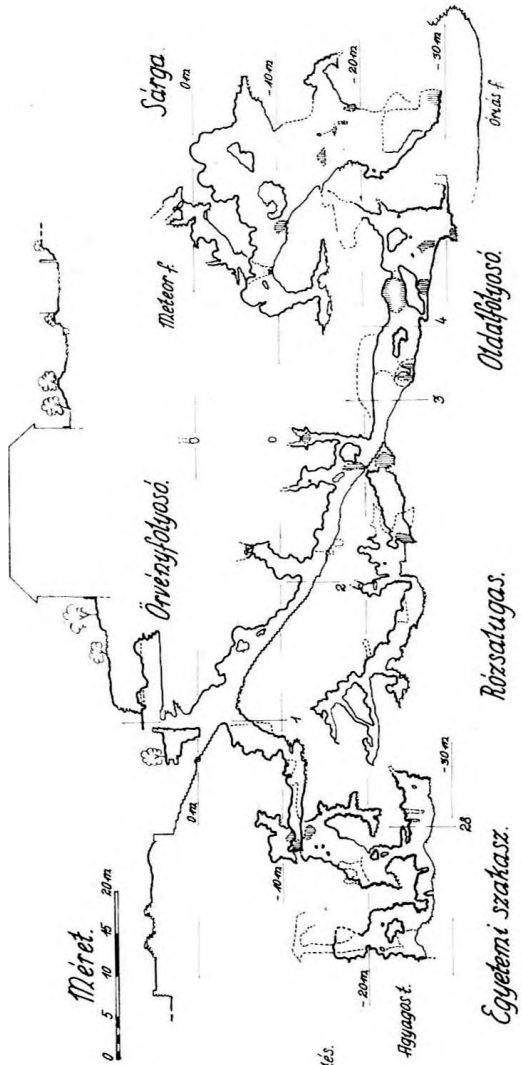 Méret.
0 5 10 15 20m
Örvényfolyosó.
Meteor f.
Sárga
0m
-10m
-20m
-30m
Óriás f.
0m
-10m
-20m
-30m
0
0
1
2
3
4
28
lés.
Agyagos t.
Egyetemi szakasz.
Rózsalugas.
Oldalfolyosó.